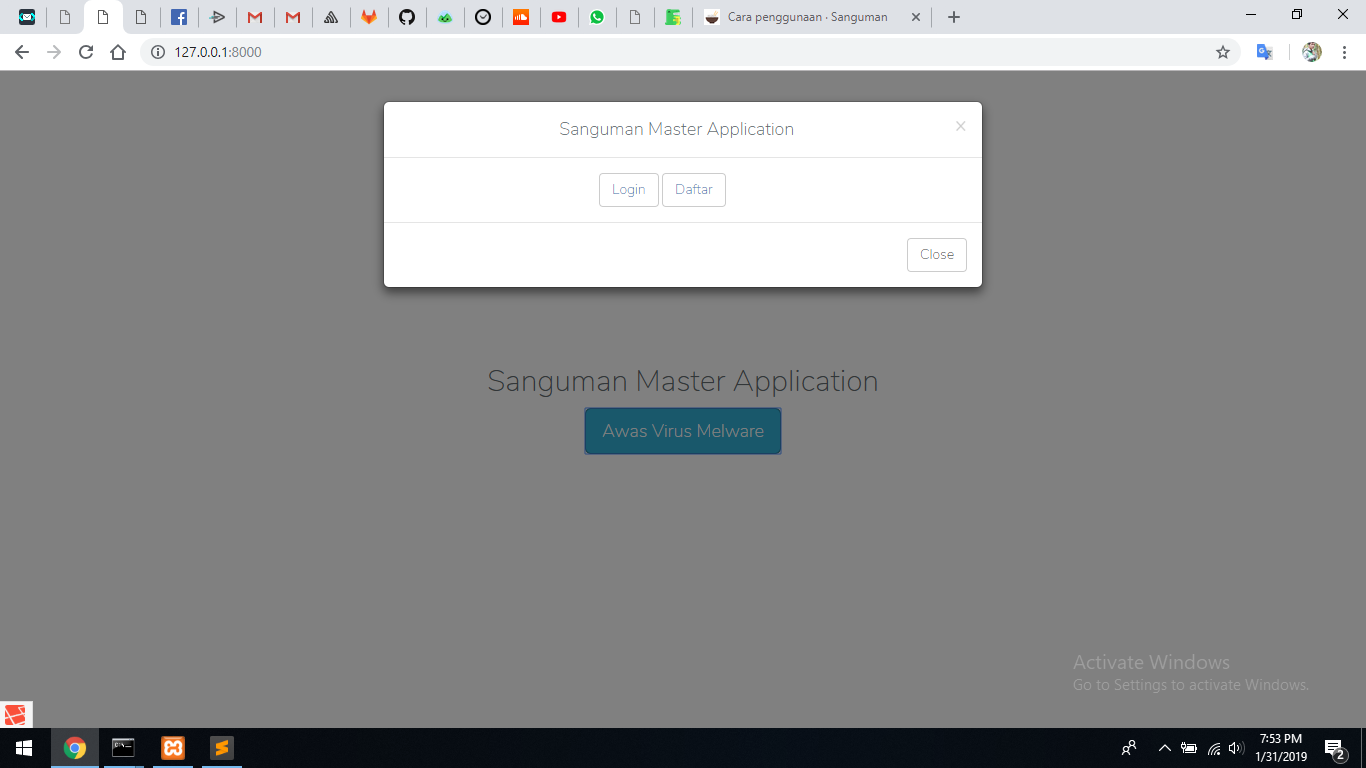 Cara penggunaan · Sanguman
127.0.0.1:8000
Sanguman Master Application
×
Login
Daftar
Close
Sanguman Master Application
Awas Virus Melware
Activate Windows
Go to Settings to activate Windows.
7:53 PM
1/31/2019
2